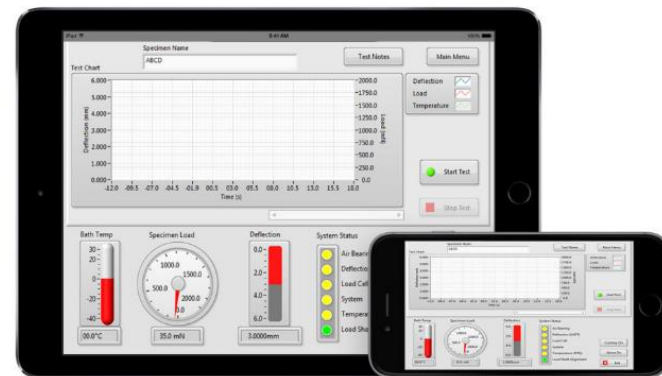 iPad
9:41 AM
100%
Specimen Name
ABCD
Test Notes
Main Menu
Test Chart
Deflection
Load
Temperature
6.000
5.000
4.000
3.000
2.000
1.000
0.000
Deflection (mm)
2000.0
1750.0
1500.0
1250.0
1000.0
750.0
500.0
250.0
0.0
Load (mN)
-12.0 -09.5 -07.0 -04.5 -01.9 00.5 03.0 05.5 08.0 10.5 13.0 15.5 18.0
Time (s)
Start Test
Stop Test
Bath Temp
Specimen Load
Deflection
System Status
30
20
0
-20
-40
00.0°C
500.0
1000.0
1500.0
2000.0
0.0
35.0 mN
0.0
2.0
4.0
6.0
3.0000mm
Air Bearin
Deflectio
Load Cell
System
Tempera
Load Sha
Specimen Name
ABCD
Test Notes
Main Menu
Test Chart
Start Test
Stop Test
Bath Temp
Specimen Load
Deflection
System Status
Air Bearing
Load Cell
System
Load Shaft Alignment
Exit